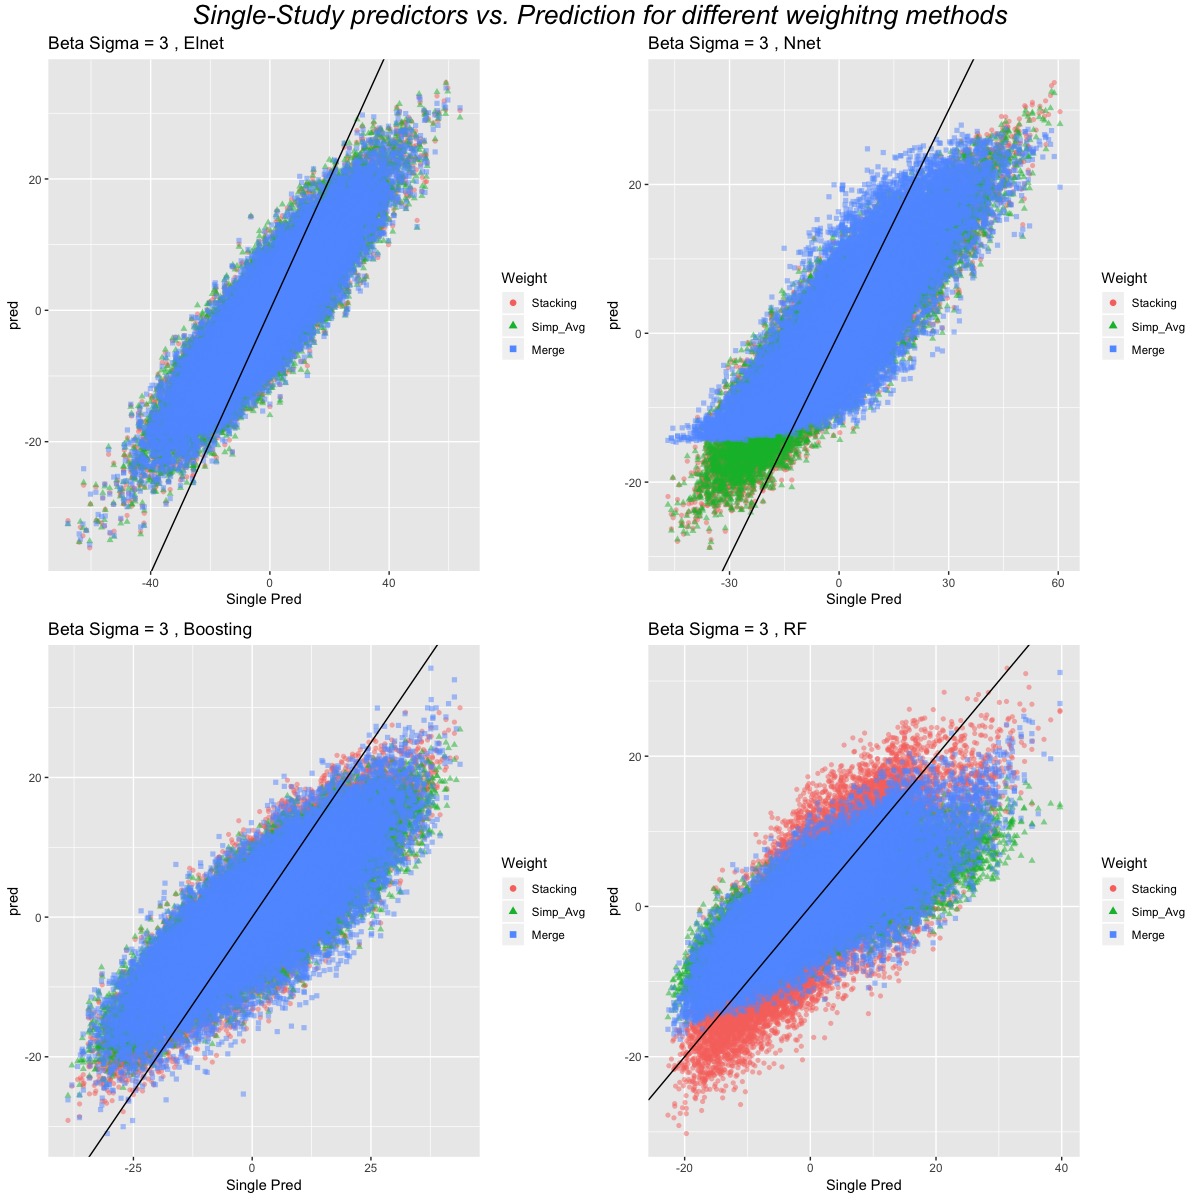 Single-Study predictors vs. Prediction for different weighitng methods
Beta Sigma = 3 , Elnet
20
0
-20
pred
-40
0
40
Single Pred
Weight
Stacking
Simp_Avg
Merge
Beta Sigma = 3 , Nnet
20
0
-20
pred
-30
0
30
60
Single Pred
Weight
Stacking
Simp_Avg
Merge
Beta Sigma = 3 , Boosting
20
0
-20
pred
-25
0
25
Single Pred
Weight
Stacking
Simp_Avg
Merge
Beta Sigma = 3 , RF
20
0
-20
pred
-20
0
20
40
Single Pred
Weight
Stacking
Simp_Avg
Merge